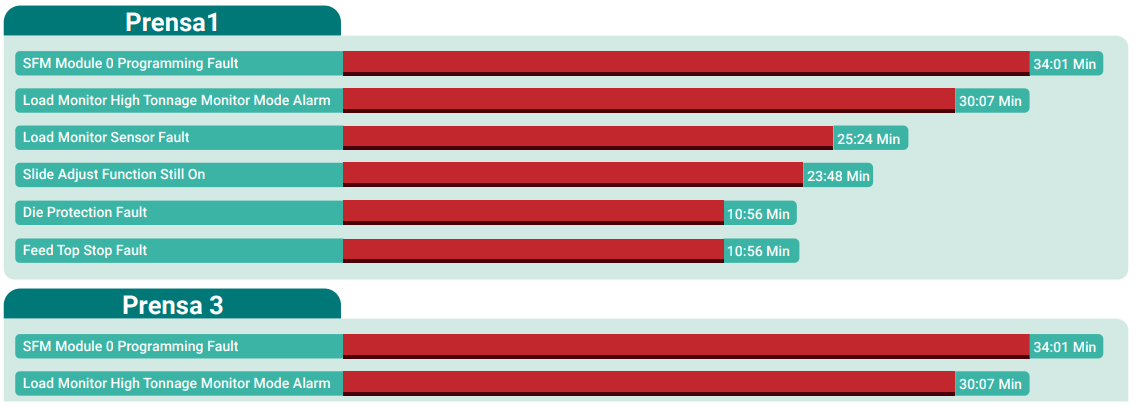 Prensa1
SFM Module 0 Programming Fault 34:01 Min
Load Monitor High Tonnage Monitor Mode Alarm 30:07 Min
Load Monitor Sensor Fault 25:24 Min
Slide Adjust Function Still On 23:48 Min
Die Protection Fault 10:56 Min
Feed Top Stop Fault 10:56 Min
Prensa 3
SFM Module 0 Programming Fault 34:01 Min
Load Monitor High Tonnage Monitor Mode Alarm 30:07 Min